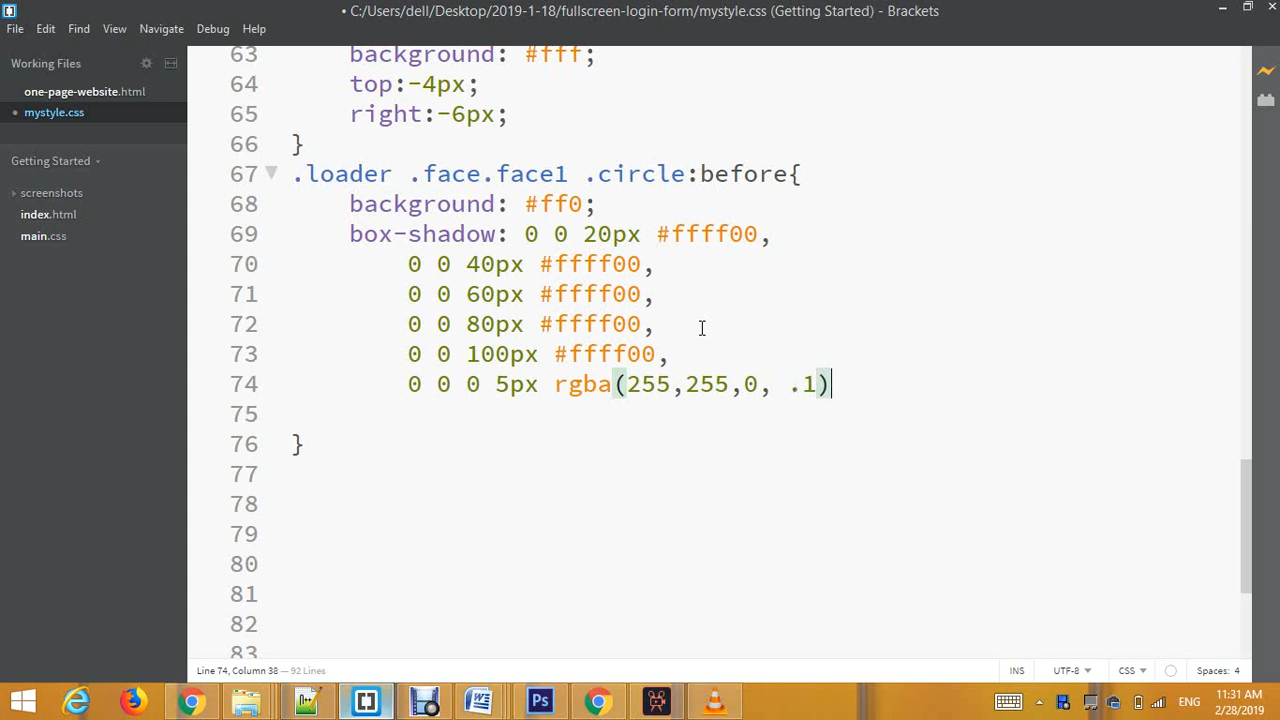 • C:/Users/dell/Desktop/2019-1-18/fullscreen-login-form/mystyle.css (Getting Started) - Brackets
File Edit Find View Navigate Debug Help
Working Files
one-page-website.html
• mystyle.css
Getting Started
screenshots
index.html
main.css
63 background: #fff;
64 top:-4px;
65 right:-6px;
66 }
67 .loader .face.face1 .circle:before{
68 background: #ff0;
69 box-shadow: 0 0 20px #ffff00,
70 0 0 40px #ffff00,
71 0 0 60px #ffff00,
72 0 0 80px #ffff00,
73 0 0 100px #ffff00,
74 0 0 0 5px rgba(255,255,0, .1)
75
76 }
77
78
79
80
81
82
83
Line 74, Column 38 — 92 Lines
INS UTF-8 CSS Spaces: 4
W Ps ENG
11:31 AM
2/28/2019